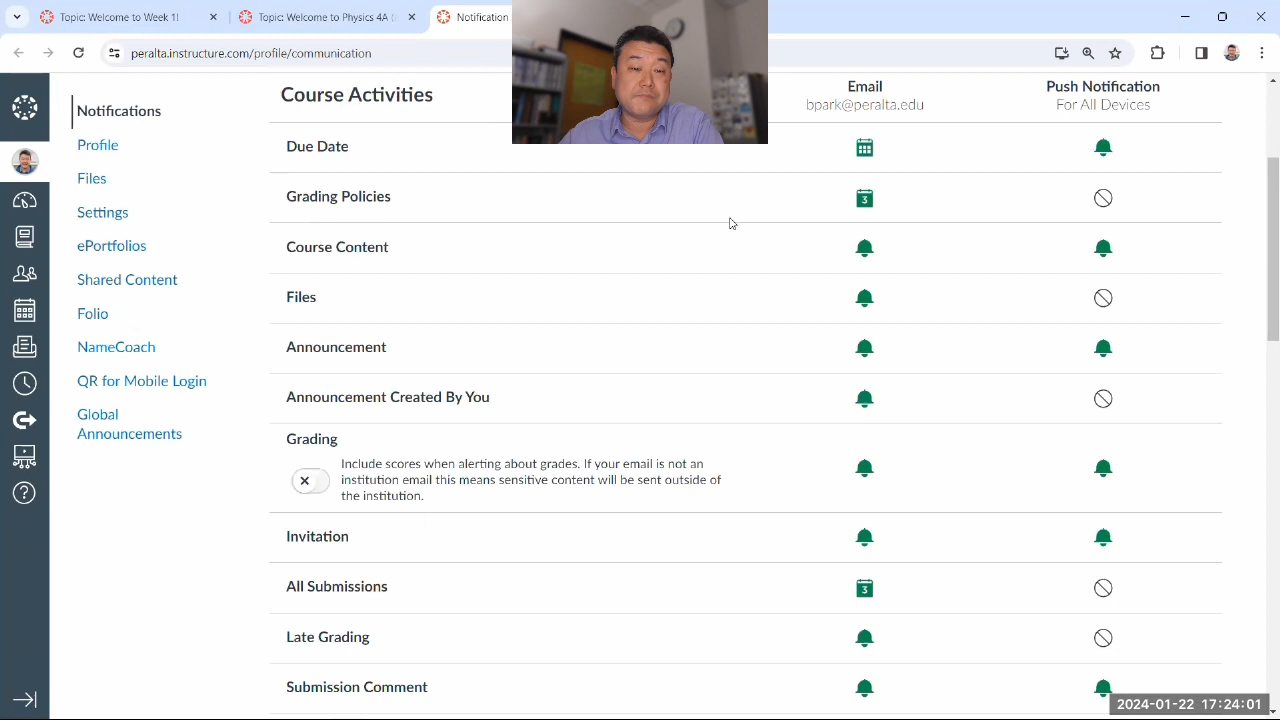 Topic: Welcome to Week 1!
Topic: Welcome to Physics 4A
Notification
peralta.instructure.com/profile/communication
Notifications
Profile
Files
Settings
ePortfolios
Shared Content
Folio
NameCoach
QR for Mobile Login
Global
Announcements
Course Activities
Email
bpark@peralta.edu
Push Notification
For All Devices
Due Date
Grading Policies
3
Course Content
Files
Announcement
Announcement Created By You
Grading
Include scores when alerting about grades. If your email is not an
institution email this means sensitive content will be sent outside of
the institution.
Invitation
All Submissions
3
Late Grading
Submission Comment
2024-01-22 17:24:01